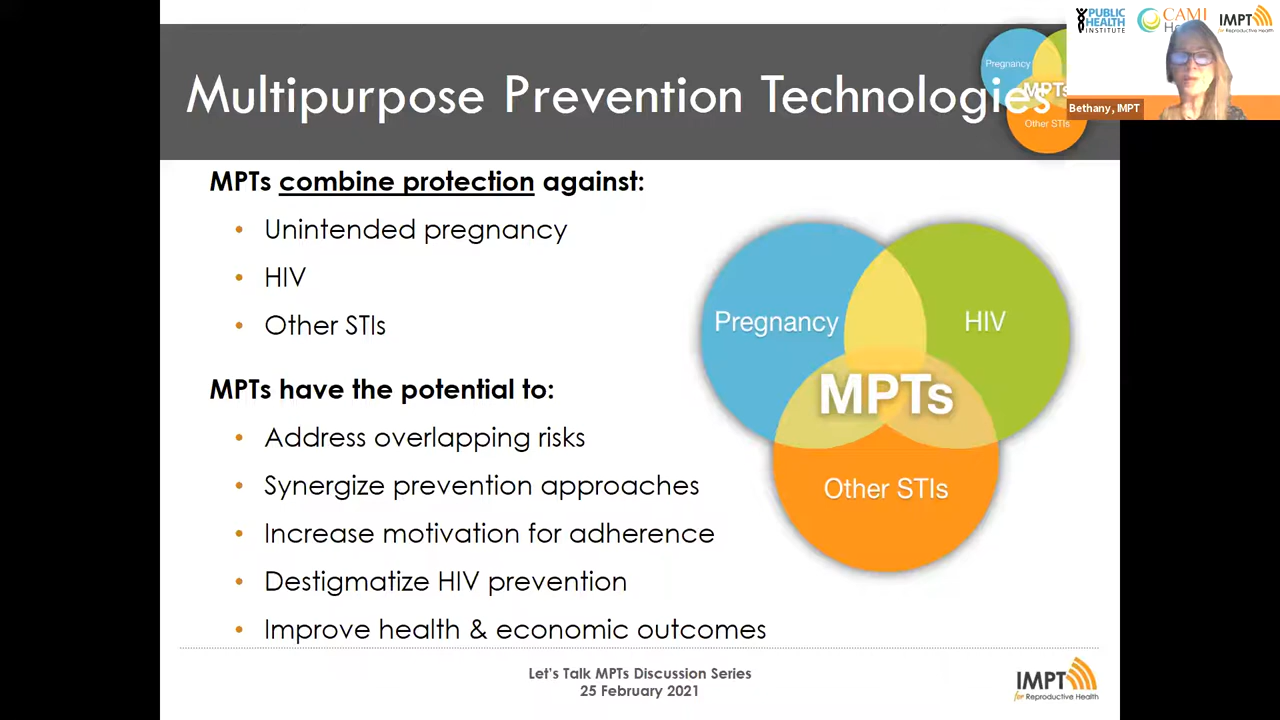 Multipurpose Prevention Technologies
Pregnancy
MPTs
Other STIs
PUBLIC
HEALTH
INSTITUTE
CAMI
IMPT
for Reproductive Health
Bethany, IMPT
MPTs combine protection against:
• Unintended pregnancy
• HIV
• Other STIs
MPTs have the potential to:
• Address overlapping risks
• Synergize prevention approaches
• Increase motivation for adherence
• Destigmatize HIV prevention
• Improve health & economic outcomes
Pregnancy
HIV
MPTs
Other STIs
Let's Talk MPTs Discussion Series
25 February 2021
IMPT
for Reproductive Health